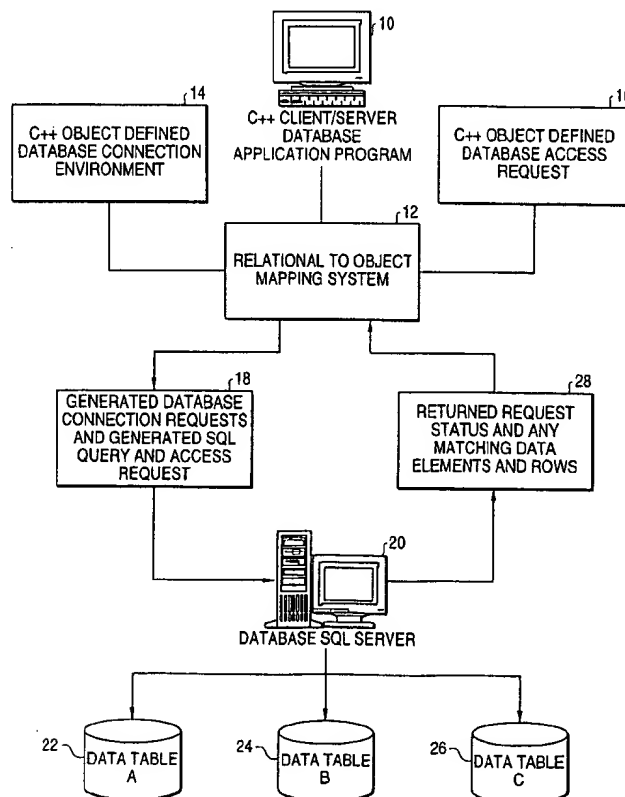 10
14
C++ OBJECT DEFINED
DATABASE CONNECTION
ENVIRONMENT
C++ CLIENT/SERVER
DATABASE
APPLICATION PROGRAM
C++ OBJECT DEFINED
DATABASE ACCESS
REQUEST
12
RELATIONAL TO OBJECT
MAPPING SYSTEM
18
GENERATED DATABASE
CONNECTION REQUESTS
AND GENERATED SQL
QUERY AND ACCESS
REQUEST
28
RETURNED REQUEST
STATUS AND ANY
MATCHING DATA
ELEMENTS AND ROWS
20
DATABASE SQL SERVER
22
DATA TABLE
A
24
DATA TABLE
B
26
DATA TABLE
C